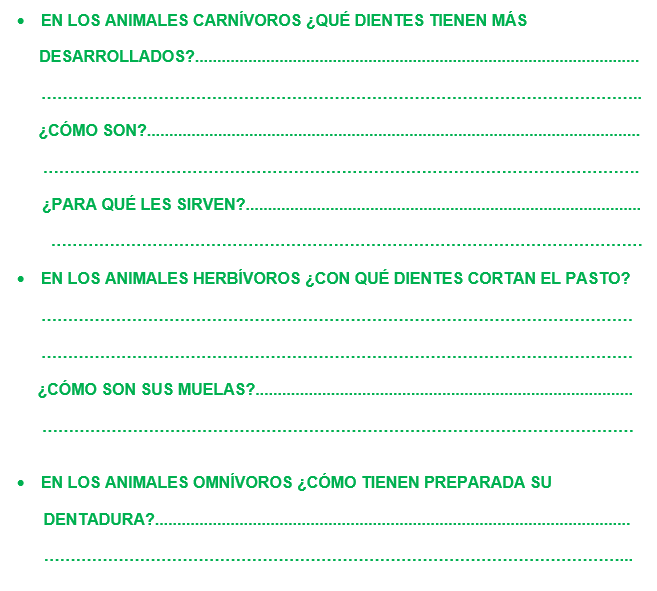 • EN LOS ANIMALES CARNÍVOROS ¿QUÉ DIENTES TIENEN MÁS
DESARROLLADOS?....................................................................................................
………………………………………………………………………………………………..
¿CÓMO SON?...............................................................................................................
……………………………………………………………………………………………….
¿PARA QUÉ LES SIRVEN?.........................................................................................
………………………………………………………………………………………………
• EN LOS ANIMALES HERBÍVOROS ¿CON QUÉ DIENTES CORTAN EL PASTO?
………………………………………………………………………………………………
………………………………………………………………………………………………
¿CÓMO SON SUS MUELAS?.....................................................................................
………………………………………………………………………………………………
• EN LOS ANIMALES OMNÍVOROS ¿CÓMO TIENEN PREPARADA SU
DENTADURA?...........................................................................................................
………………………………………………………………………………………………...